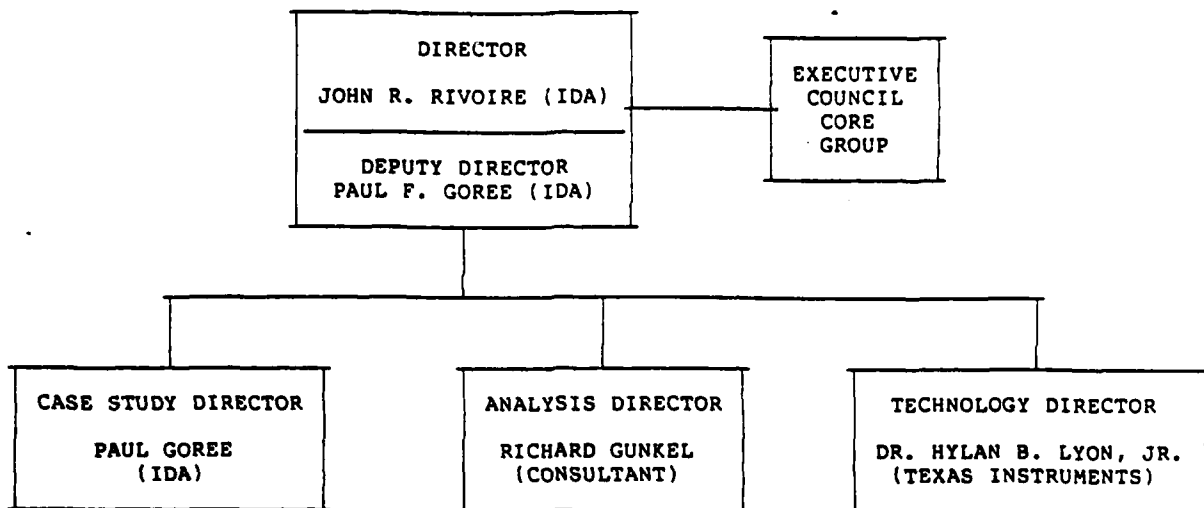 DIRECTOR
JOHN R. RIVOIRE (IDA)
DEPUTY DIRECTOR
PAUL F. GOREE (IDA)
EXECUTIVE
COUNCIL
CORE
GROUP
CASE STUDY DIRECTOR
PAUL GOREE
(IDA)
ANALYSIS DIRECTOR
RICHARD GUNKEL
(CONSULTANT)
TECHNOLOGY DIRECTOR
DR. HYLAN B. LYON, JR.
(TEXAS INSTRUMENTS)